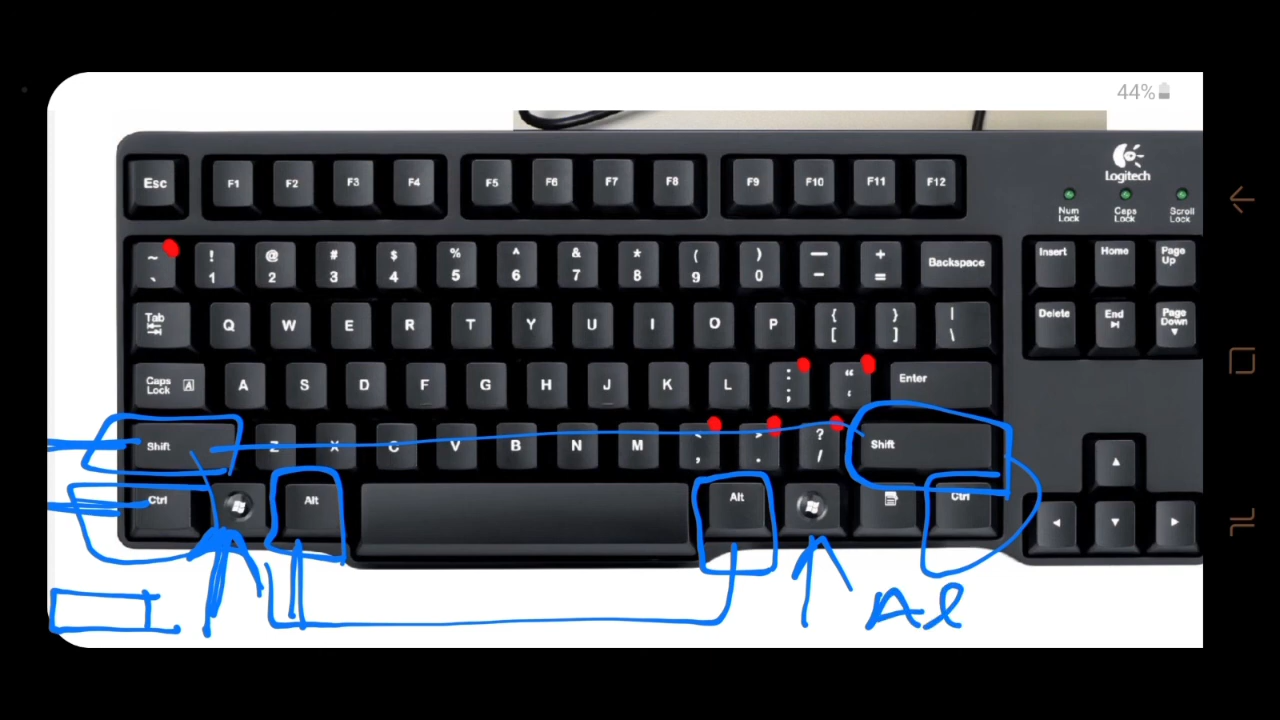 44%
Logitech
Esc F1 F2 F3 F4 F5 F6 F7 F8 F9 F10 F11 F12
Num Lock Caps Lock Scroll Lock
~ ` ! 1 @ 2 # 3 $ 4 % 5 ^ 6 & 7 * 8 ( 9 ) 0 — - + = Backspace Insert Home Page Up
Tab Q W E R T Y U I O P { [ } ] | \ Delete End Page Down
Caps Lock A A S D F G H J K L : ; “ ‘ Enter
Shift Z X C V B N M < , > . ? / Shift
Ctrl Alt Alt Ctrl
Al